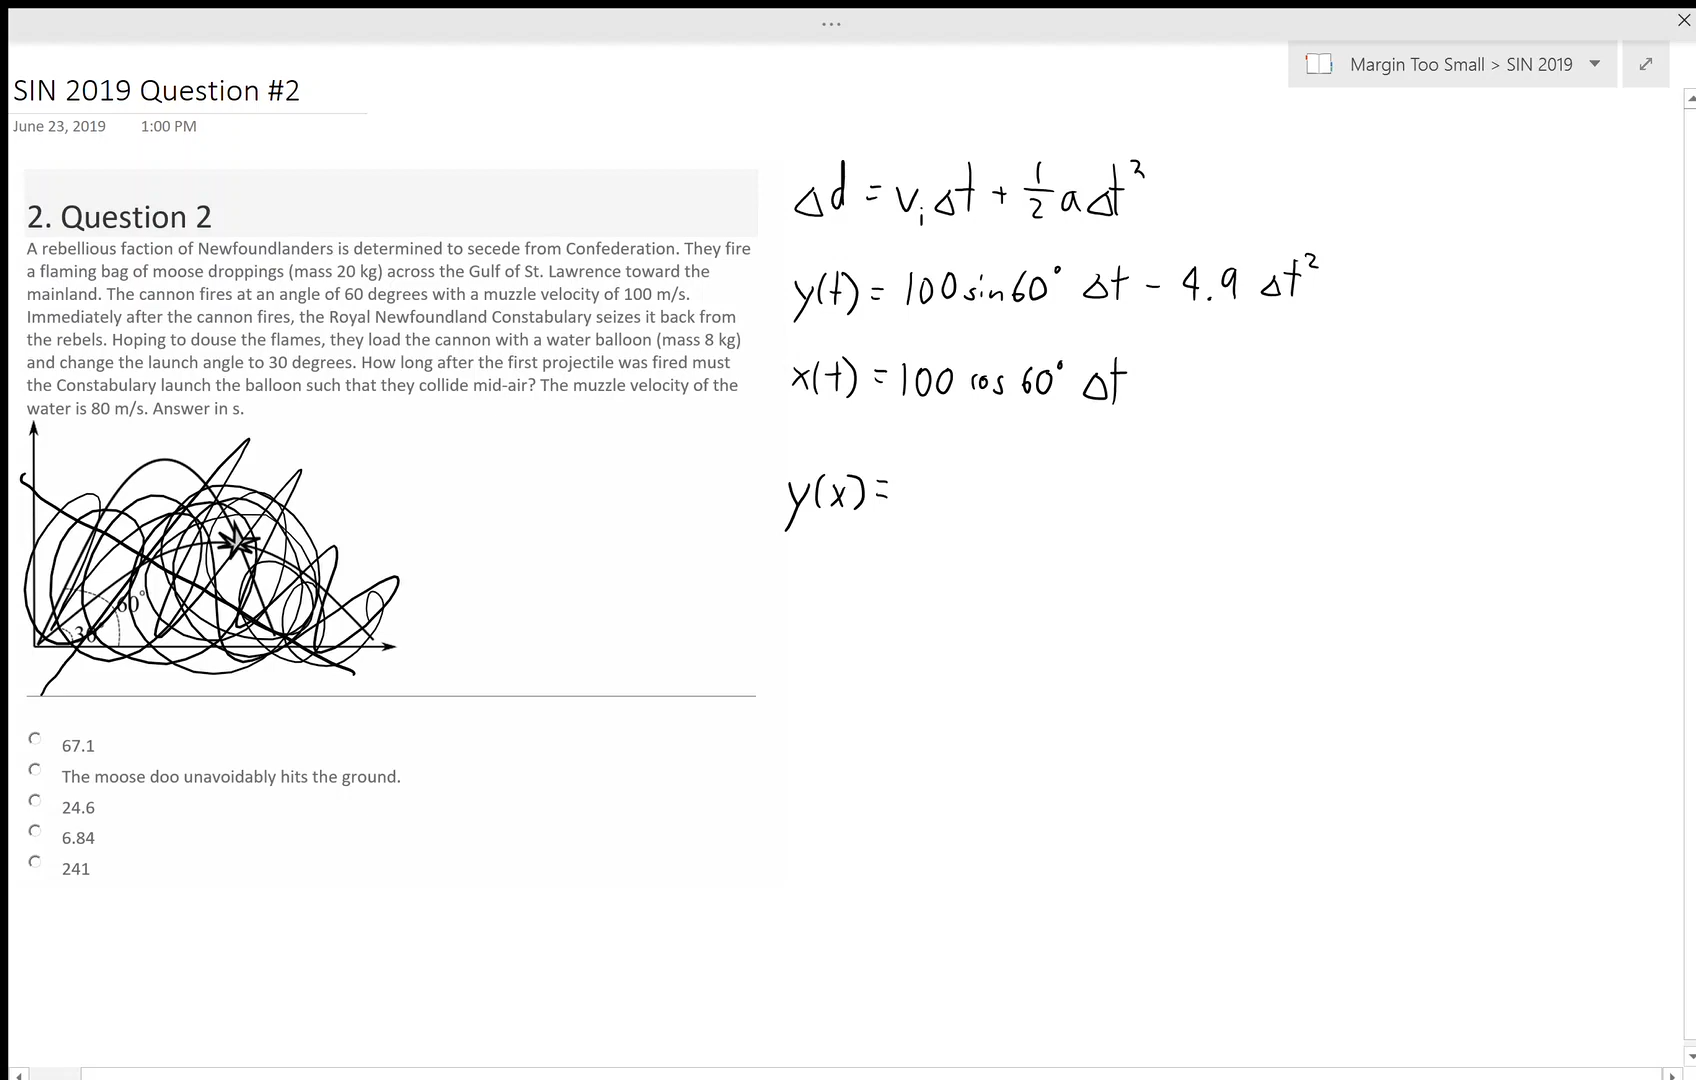 Margin Too Small > SIN 2019
SIN 2019 Question #2
June 23, 2019 1:00 PM
2. Question 2
A rebellious faction of Newfoundlanders is determined to secede from Confederation. They fire
a flaming bag of moose droppings (mass 20 kg) across the Gulf of St. Lawrence toward the
mainland. The cannon fires at an angle of 60 degrees with a muzzle velocity of 100 m/s.
Immediately after the cannon fires, the Royal Newfoundland Constabulary seizes it back from
the rebels. Hoping to douse the flames, they load the cannon with a water balloon (mass 8 kg)
and change the launch angle to 30 degrees. How long after the first projectile was fired must
the Constabulary launch the balloon such that they collide mid-air? The muzzle velocity of the
water is 80 m/s. Answer in s.
60°
30
67.1
The moose doo unavoidably hits the ground.
24.6
6.84
241
Δd = vᵢΔt + ½aΔt²
y(t) = 100sin60° Δt - 4.9 Δt²
x(t) = 100 cos 60° Δt
y(x) =